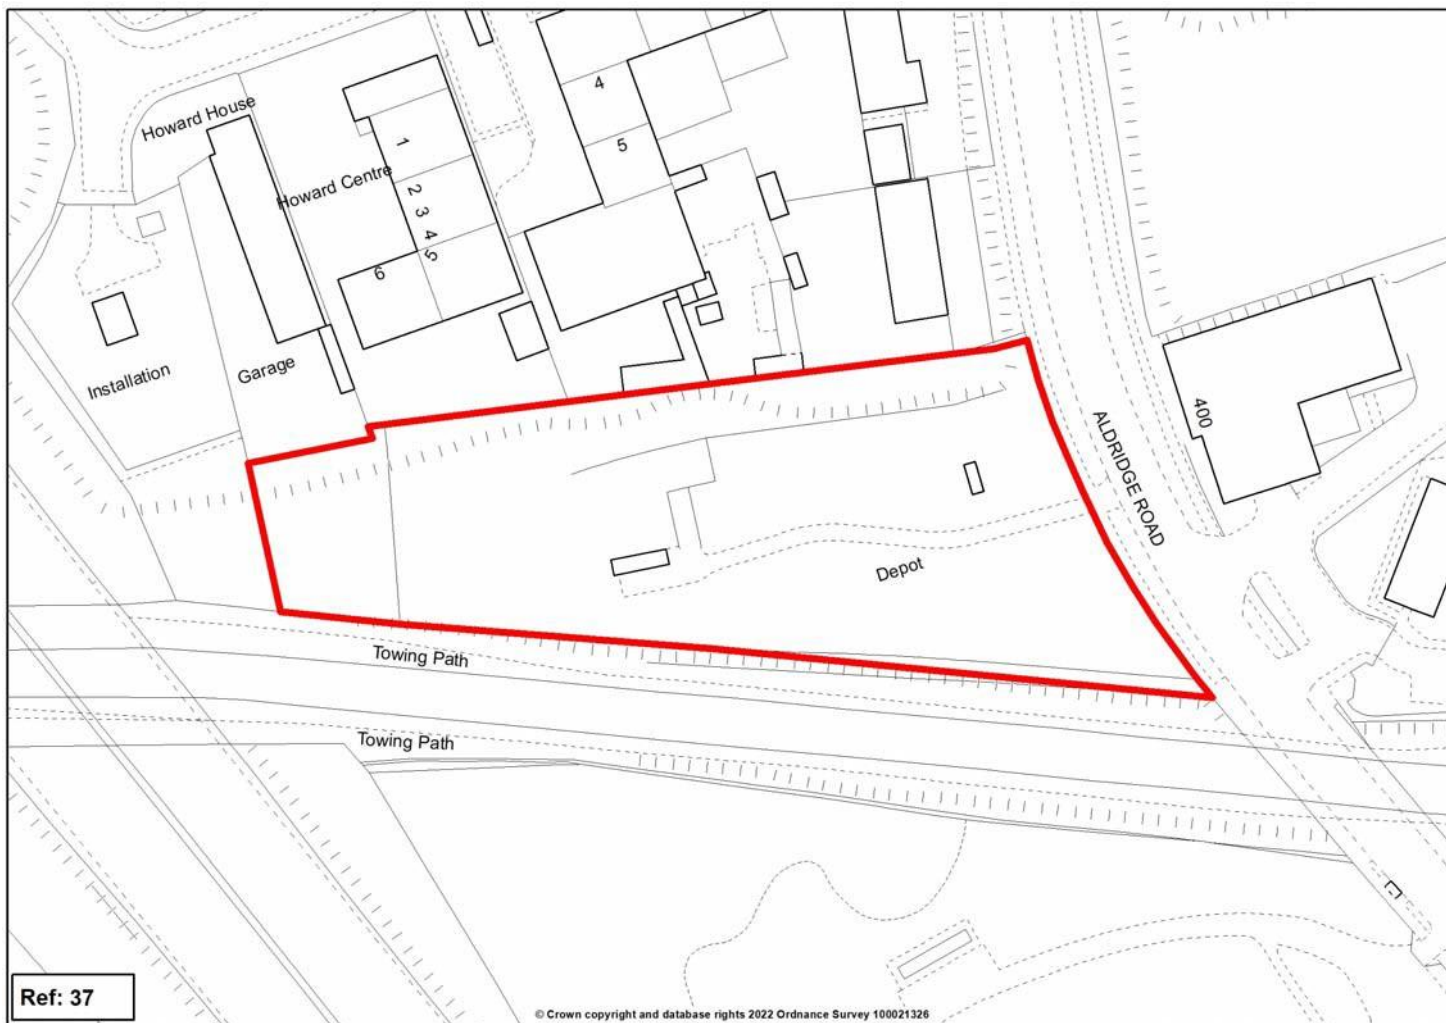 Howard House
4
1
5
Howard Centre
2
3
4
5
6
Installation
Garage
400
ALDRIDGE ROAD
Depot
Towing Path
Towing Path
Ref: 37
© Crown copyright and database rights 2022 Ordnance Survey 100021326